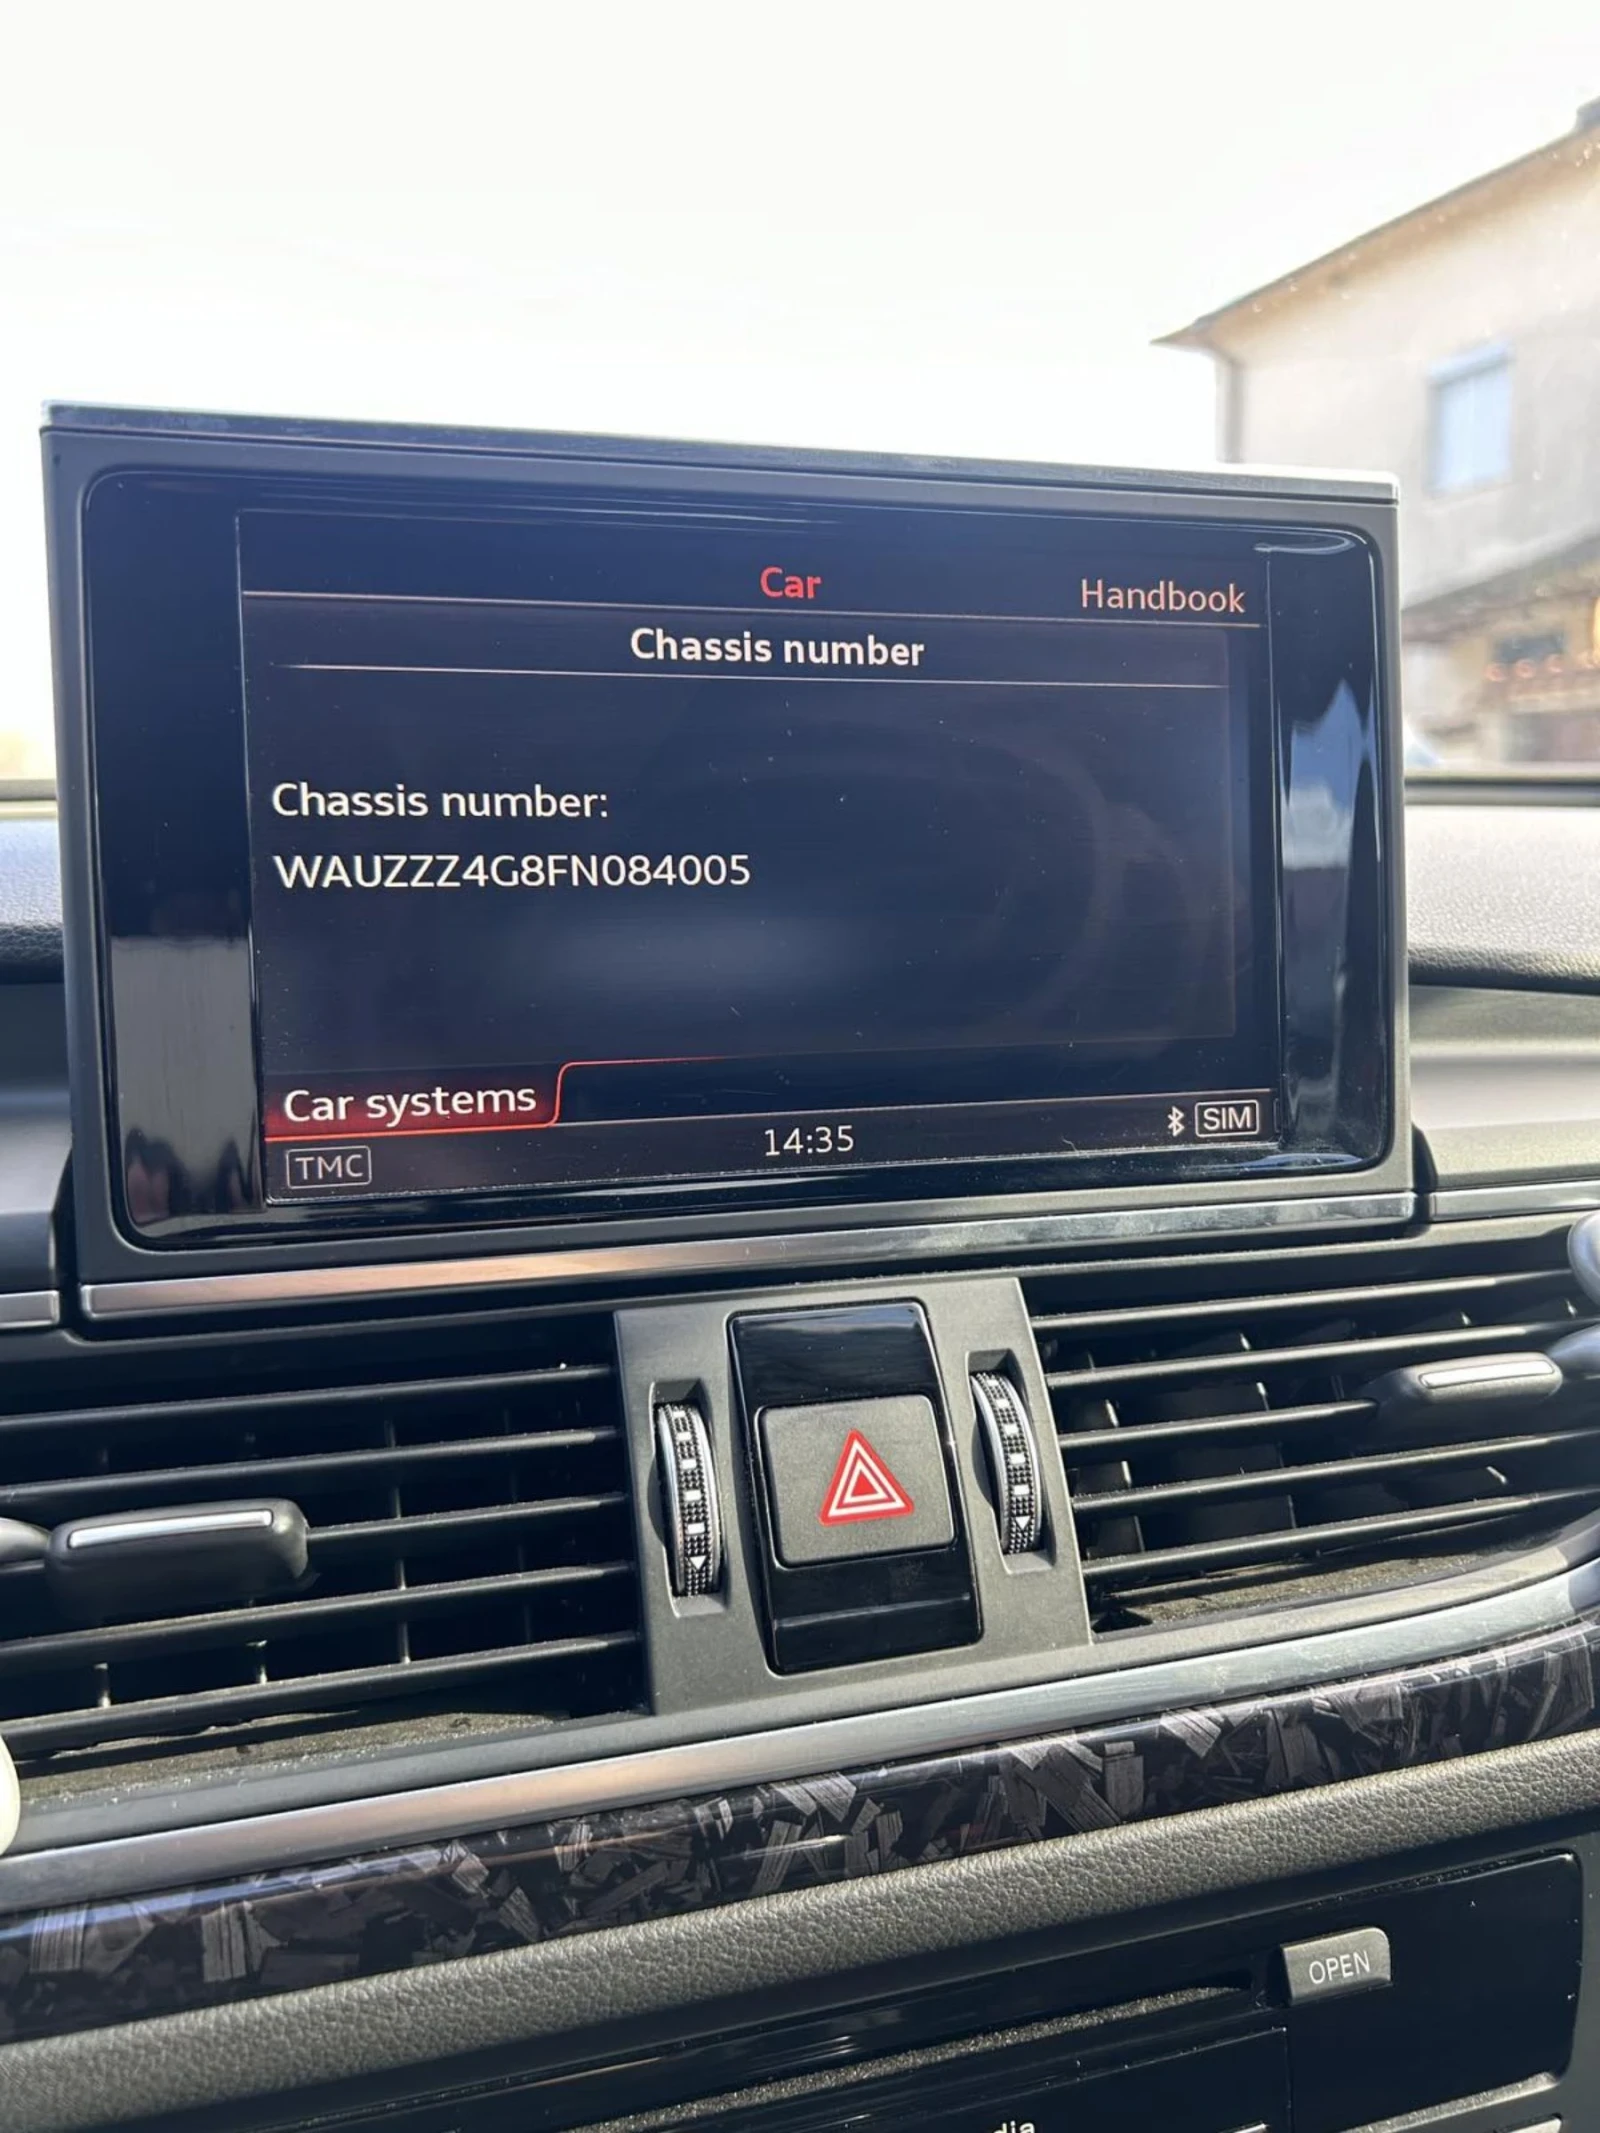 Car
Handbook
Chassis number
Chassis number:
WAUZZZ4G8FN084005
Car systems
TMC
14:35
SIM
OPEN